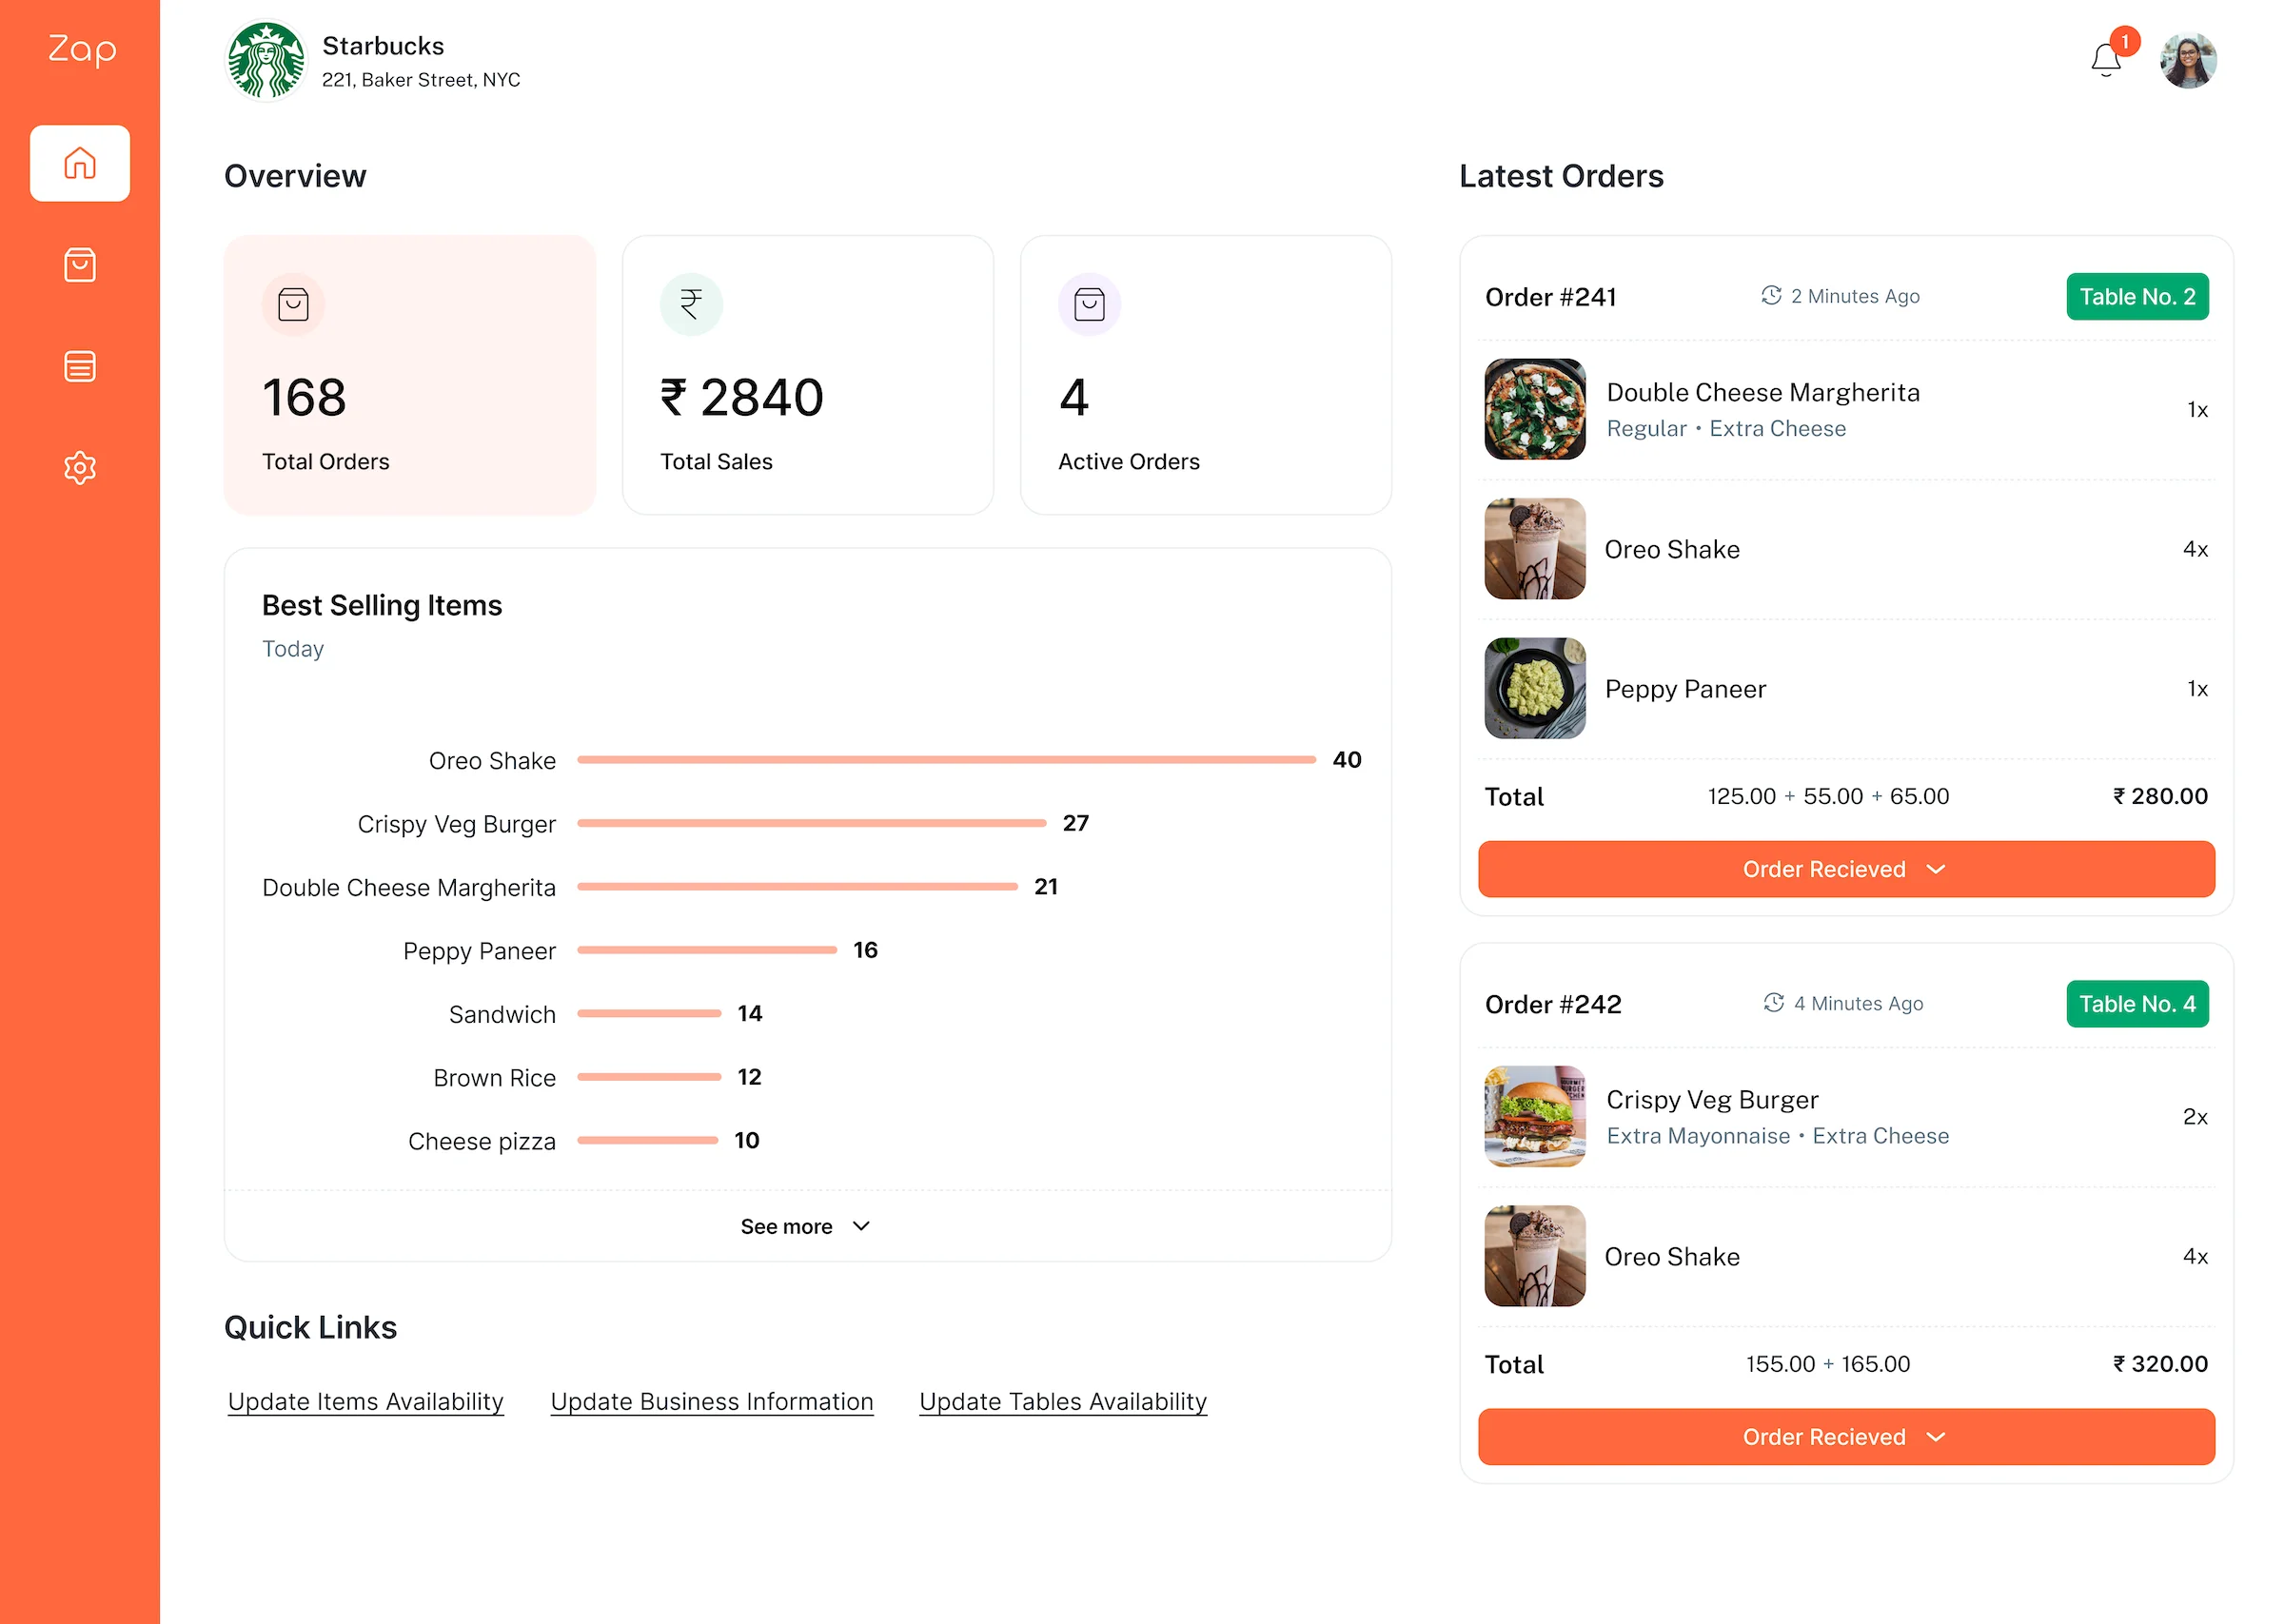 Zap
Starbucks
221, Baker Street, NYC
1
Overview
168
Total Orders
₹ 2840
Total Sales
4
Active Orders
Best Selling Items
Today
Oreo Shake 40
Crispy Veg Burger 27
Double Cheese Margherita 21
Peppy Paneer 16
Sandwich 14
Brown Rice 12
Cheese pizza 10
See more
Quick Links
Update Items Availability Update Business Information Update Tables Availability
Latest Orders
Order #241 2 Minutes Ago Table No. 2
Double Cheese Margherita
Regular • Extra Cheese
1x
Oreo Shake 4x
Peppy Paneer 1x
Total 125.00 + 55.00 + 65.00 ₹ 280.00
Order Recieved
Order #242 4 Minutes Ago Table No. 4
Crispy Veg Burger
Extra Mayonnaise • Extra Cheese
2x
Oreo Shake 4x
Total 155.00 + 165.00 ₹ 320.00
Order Recieved